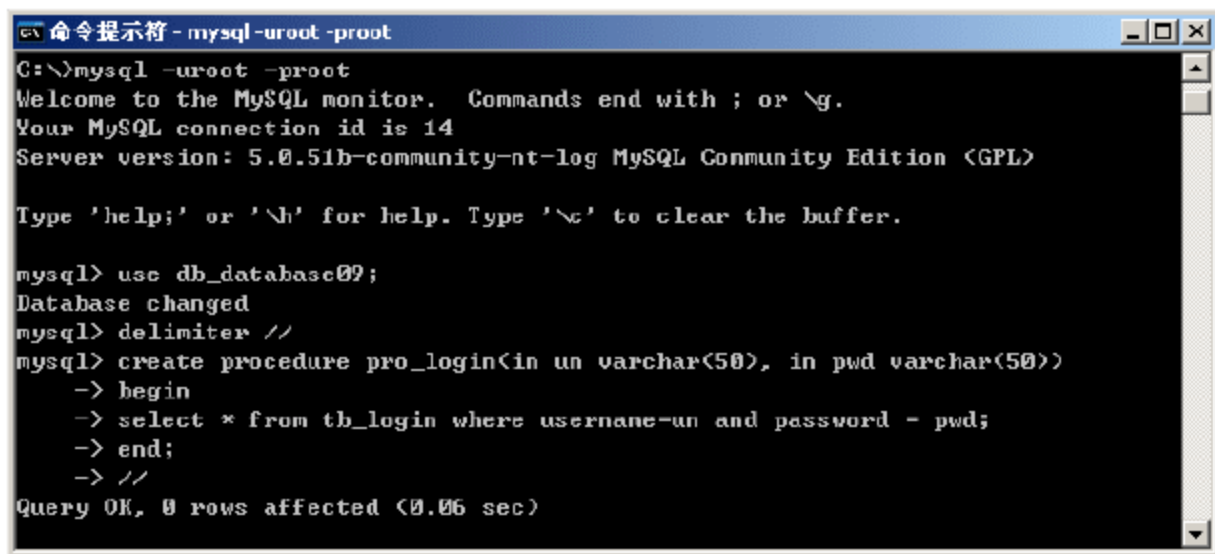 命令提示符 - mysql -uroot -proot
C:\>mysql -uroot -proot
Welcome to the MySQL monitor.  Commands end with ; or \g.
Your MySQL connection id is 14
Server version: 5.0.51b-community-nt-log MySQL Community Edition (GPL)
Type 'help;' or '\h' for help. Type '\c' to clear the buffer.
mysql> use db_database09;
Database changed
mysql> delimiter //
mysql> create procedure pro_login(in un varchar(50), in pwd varchar(50))
    -> begin
    -> select * from tb_login where username=un and password = pwd;
    -> end;
    -> //
Query OK, 0 rows affected (0.06 sec)